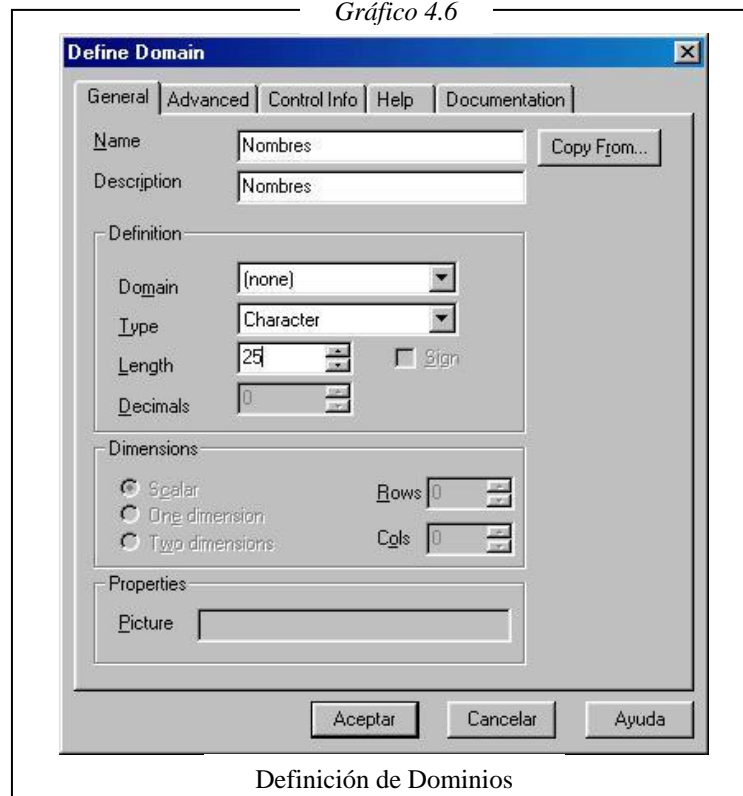 Gráfico 4.6
Define Domain
General Advanced Control Info Help Documentation
Name Nombres Copy From...
Description Nombres
Definition
Domain (none)
Type Character
Length 25 Sign
Decimals 0
Dimensions
Scalar Rows 0
One dimension
Two dimensions Cols 0
Properties
Picture
Aceptar Cancelar Ayuda
Definición de Dominios